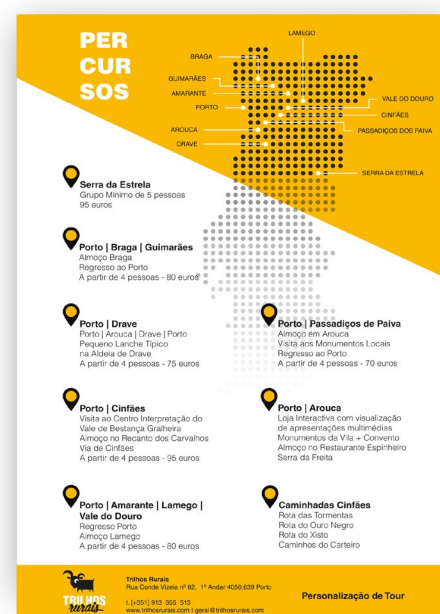 PER
CUR
SOS
LAMEGO
BRAGA
GUIMARÃES
AMARANTE
PORTO
VALE DO DOURO
CINFÃES
AROUCA
PASSADIÇOS DOS PAIVA
DRAVE
SERRA DA ESTRELA
Serra da Estrela
Grupo Minimo de 5 pessoas
95 euros
Porto | Braga | Guimarães
Almoço Braga
Regresso ao Porto
A partir de 4 pessoas - 80 euros
Porto | Drave
Porto | Arouca | Drave | Porto
Pequeno Lanche Típico
na Aldeia de Drave
A partir de 4 pessoas - 75 euros
Porto | Passadiços de Paiva
Almoço em Arouca
Visita aos Monumentos Locais
Regresso ao Porto
A partir de 4 pessoas - 70 euros
Porto | Cinfães
Visita ao Centro Interpretação do
Vale de Bestança Gralheira
Almoço no Recanto dos Carvalhos
Via de Cinfães
A partir de 4 pessoas - 95 euros
Porto | Arouca
Loja Interactiva com visualização
de apresentações multimédias
Monumentos da Vila + Convento
Almoço no Restaurante Espinheiro
Serra da Freita
Porto | Amarante | Lamego |
Vale do Douro
Regresso Porto
Almoço Lamego
A partir de 4 pessoas - 80 euros
Caminhadas Cinfães
Rota das Tormentas
Rota do Ouro Negro
Rota do Xisto
Caminhos do Carteiro
TRILHOS
rurais
Trilhos Rurais
Rua Conde Vizela nº 82, 1º Andar 4050.639 Porto
t. [+351] 913 355 513
www.trilhosrurais.com | geral@trilhosrurais.com
Personalização de Tour